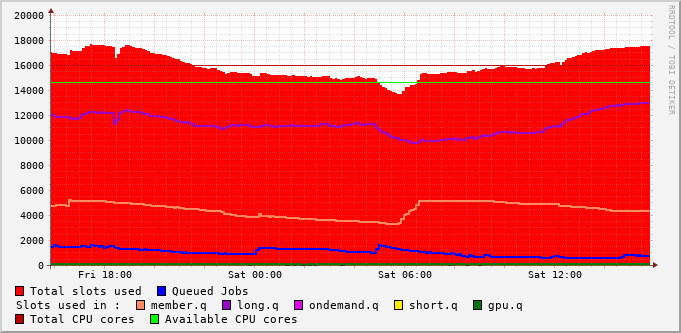 20000
18000
16000
14000
12000
10000
8000
6000
4000
2000
0
Fri 18:00 Sat 00:00 Sat 06:00 Sat 12:00
RRDTOOL / TOBI OETIKER
Total slots used Queued Jobs
Slots used in : member.q long.q ondemand.q short.q gpu.q
Total CPU cores Available CPU cores